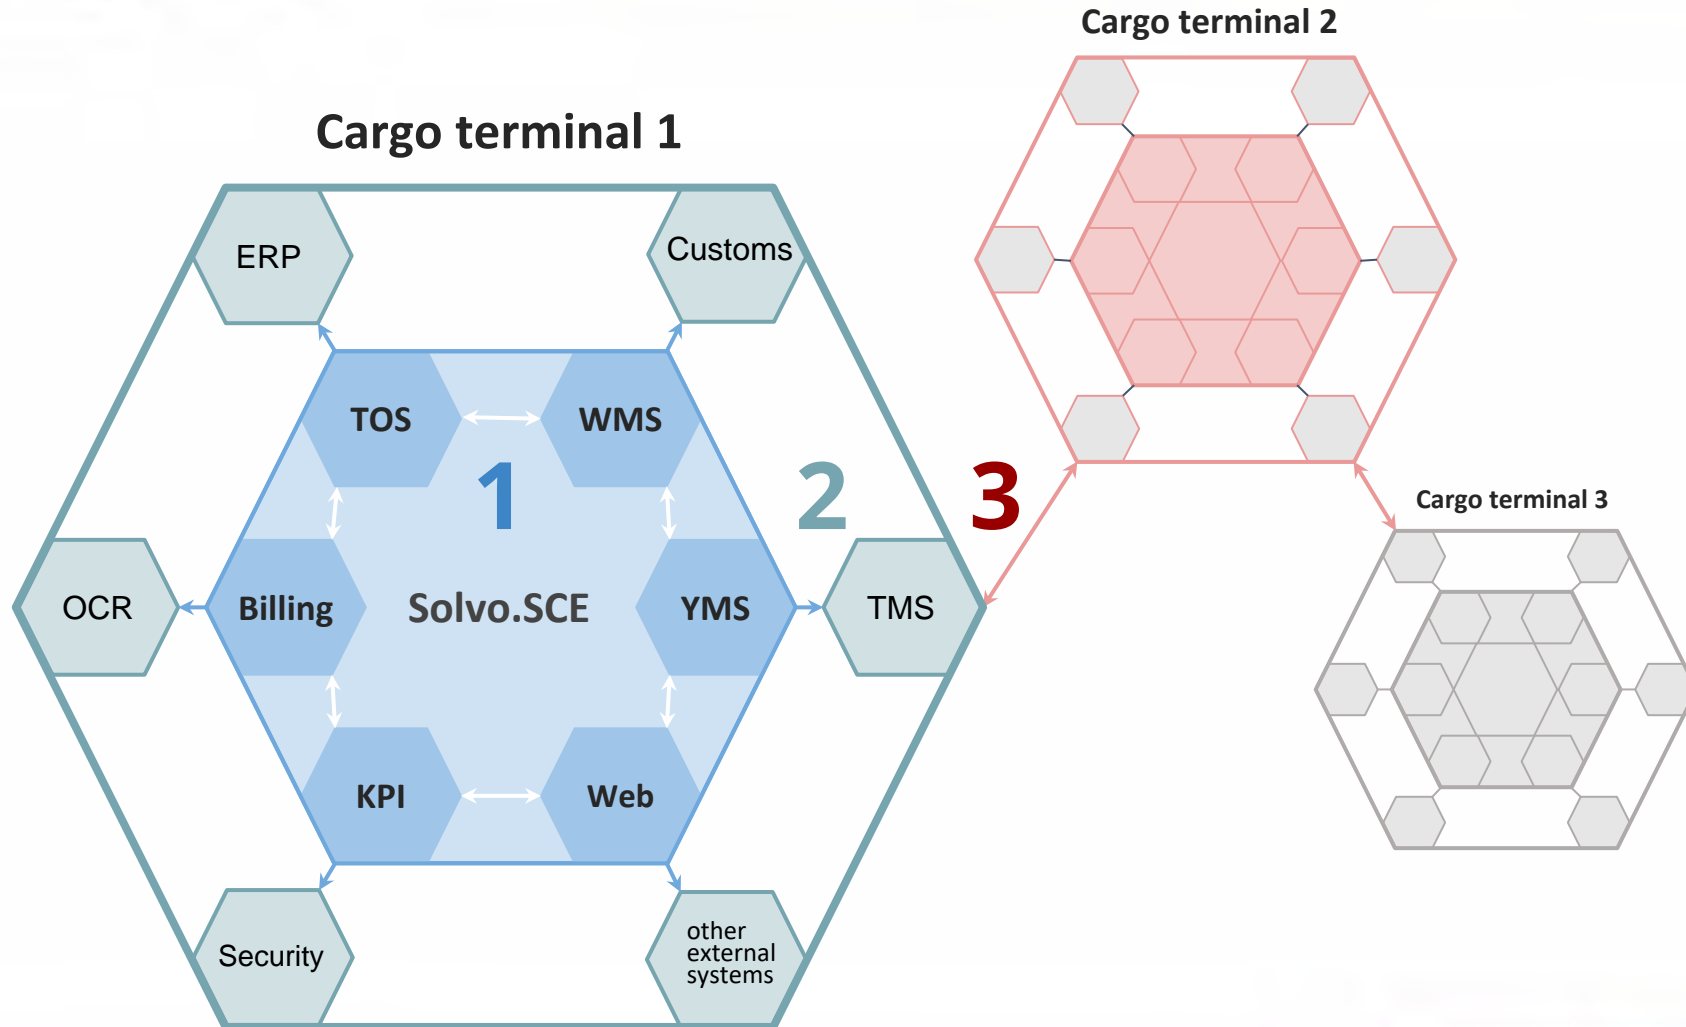 Cargo terminal 2
Cargo terminal 1
ERP
Customs
TOS
WMS
1
2
3
Cargo terminal 3
OCR
Billing
Solvo.SCE
YMS
TMS
KPI
Web
Security
other
external
systems